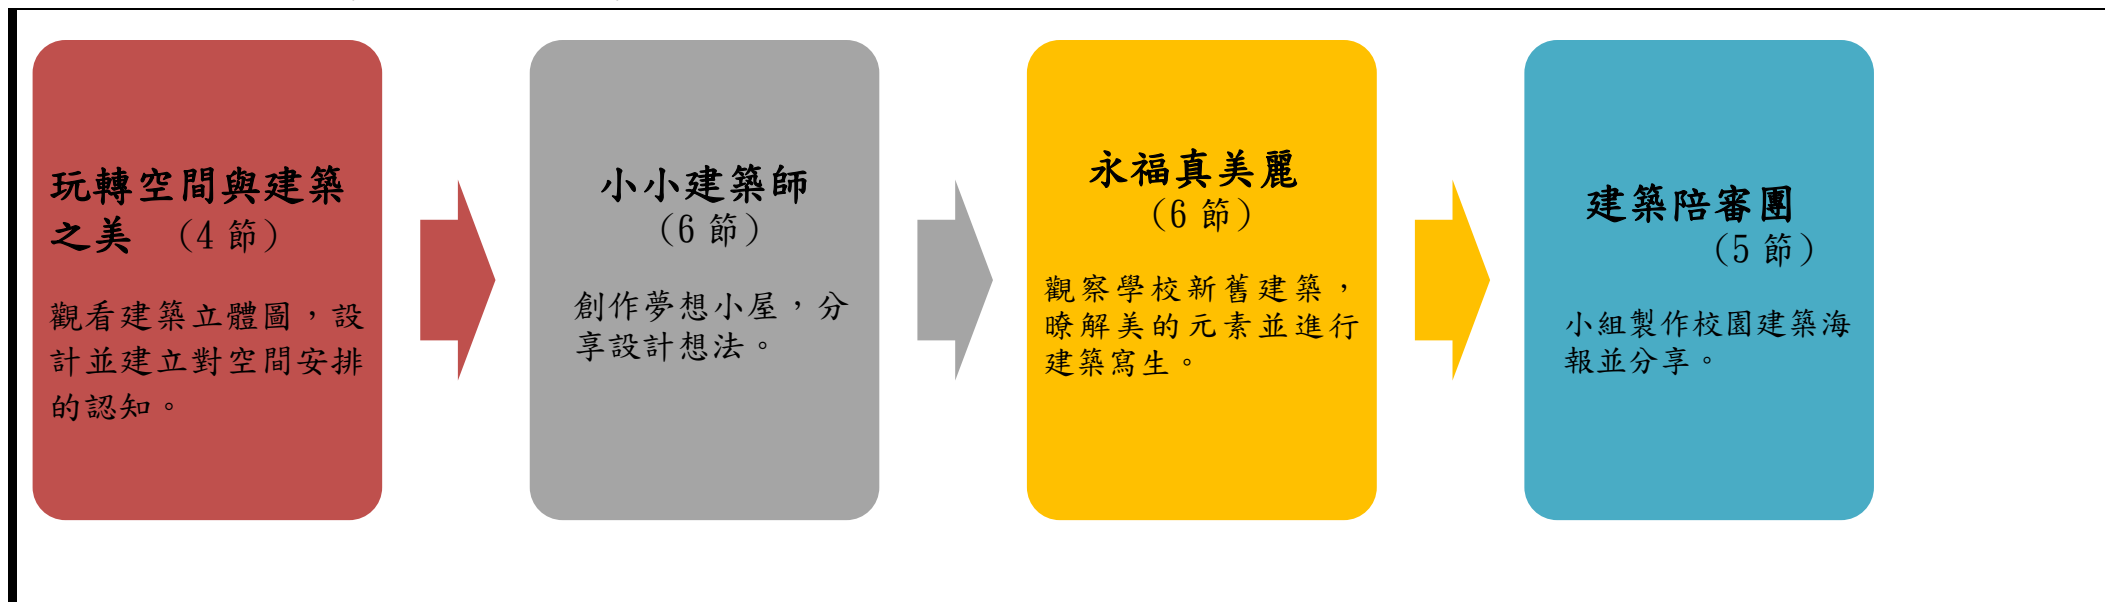 玩轉空間與建築
之美 （4 節）
觀看建築立體圖，設
計並建立對空間安排
的認知。
小小建築師
（6 節）
創作夢想小屋，分
享設計想法。
永福真美麗
（6 節）
觀察學校新舊建築，
瞭解美的元素並進行
建築寫生。
建築陪審團
（5 節）
小組製作校園建築海
報並分享。